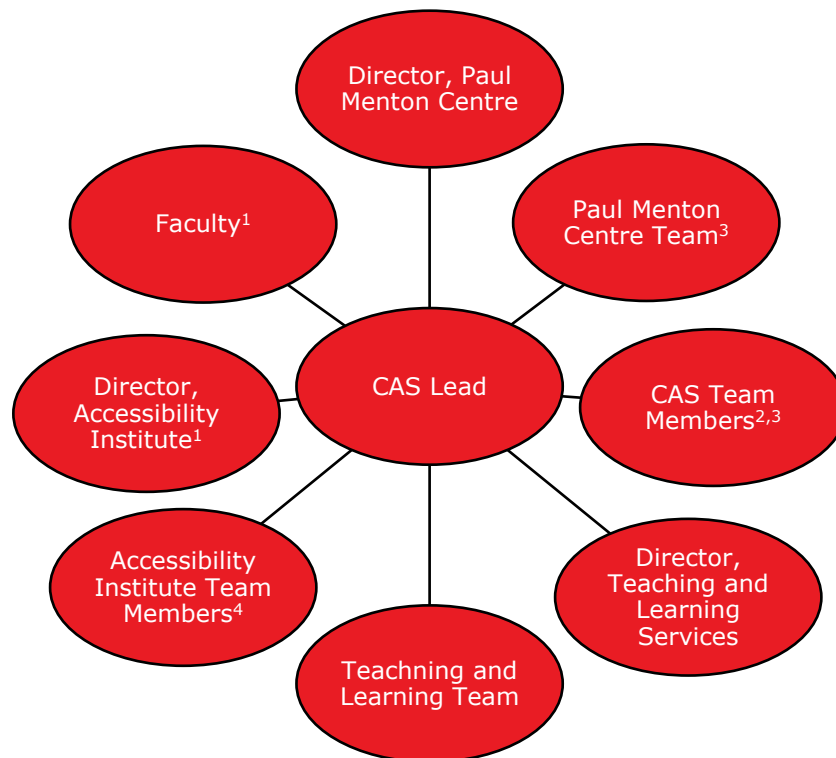 Director, Paul
Menton Centre
Faculty¹
Paul Menton
Centre Team³
CAS Lead
Director,
Accessibility
Institute¹
CAS Team
Members²,³
Accessibility
Institute Team
Members⁴
Director,
Teaching and
Learning
Services
Teachning and
Learning Team